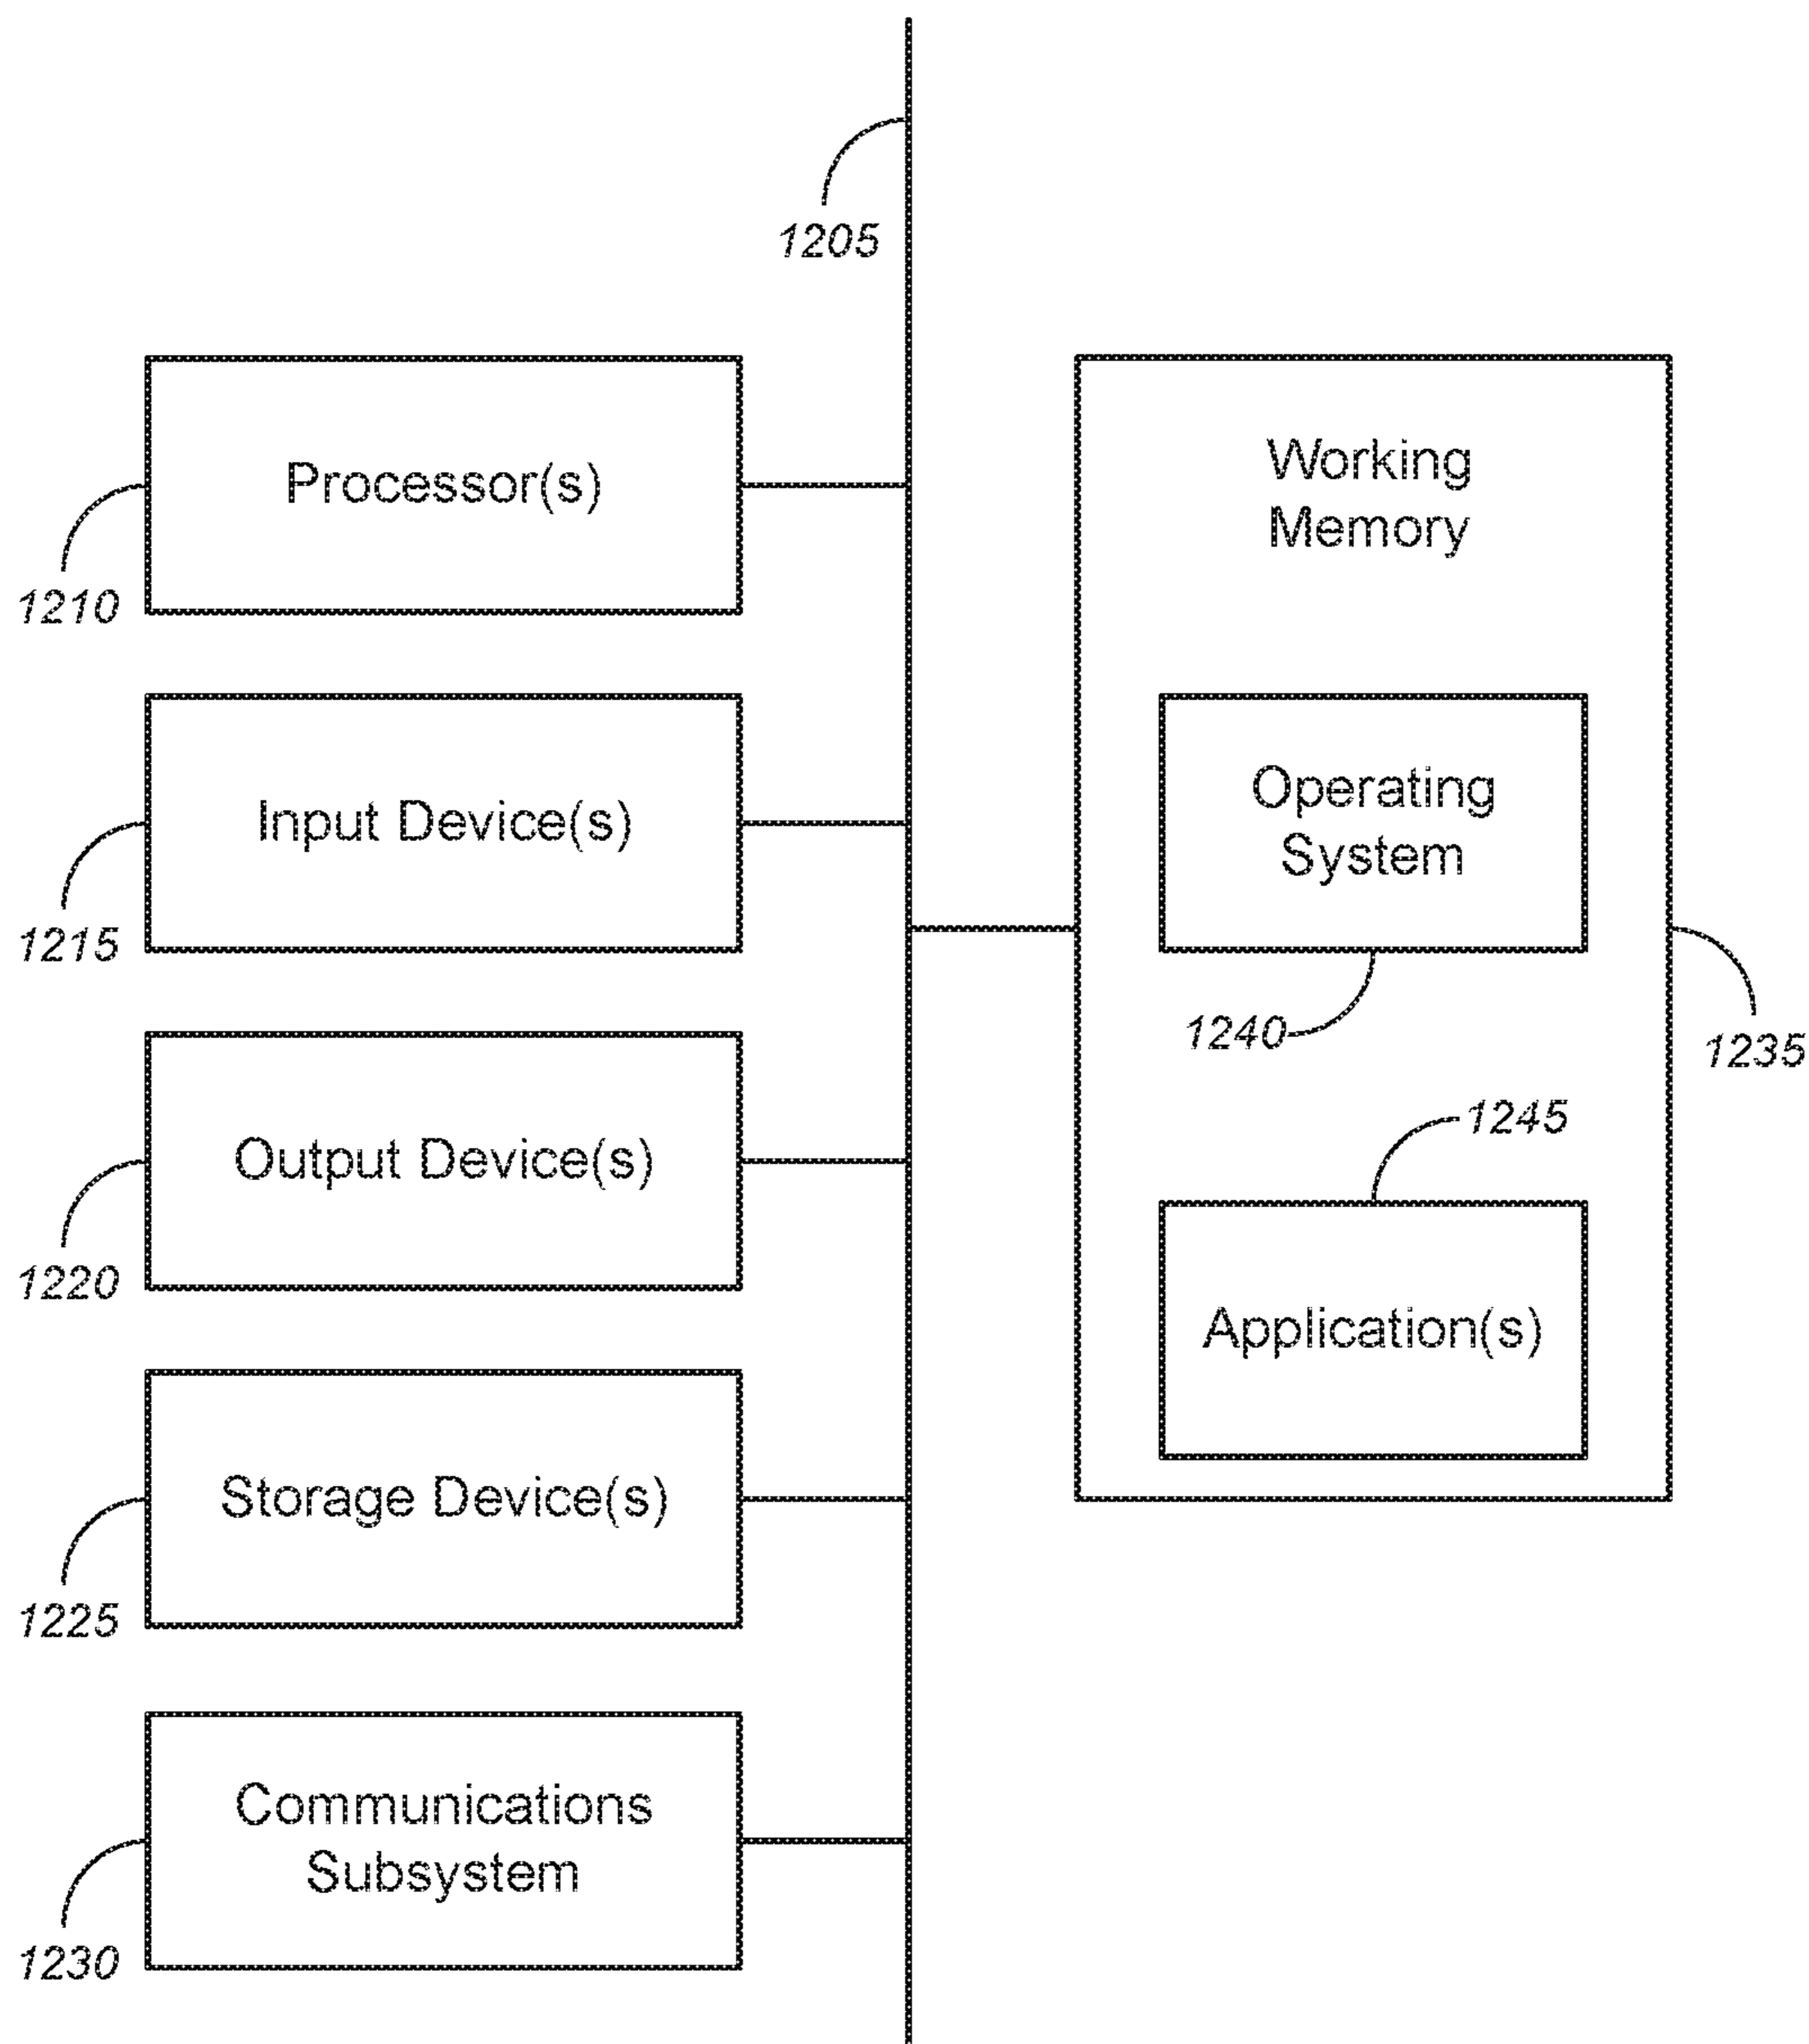 1205
Processor(s)
1210
Input Device(s)
1215
Output Device(s)
1220
Storage Device(s)
1225
Communications
Subsystem
1230
Working
Memory
Operating
System
1240
1235
1245
Application(s)